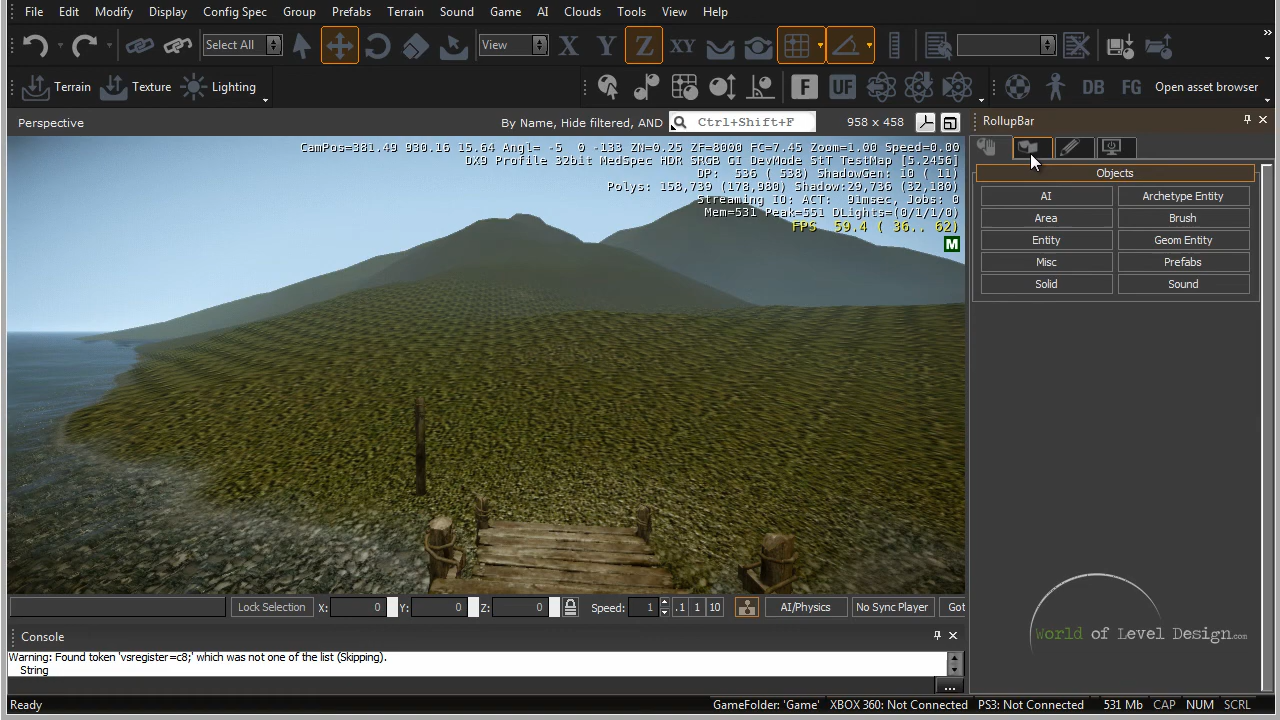 File Edit Modify Display Config Spec Group Prefabs Terrain Sound Game AI Clouds Tools View Help
Select All View X Y Z XY
Terrain Texture Lighting F UF DB FG Open asset browser
Perspective By Name, Hide filtered, AND Ctrl+Shift+F 958 x 458
RollupBar
CamPos=381.49 930.16 15.64 Angl= -5 0 -133 ZN=0.25 ZF=8000 FC=7.45 Zoom=1.00 Speed=0.00
DX9 Profile 32bit MedSpec HDR SRGB GI DevMode StT TestMap [5.2456]
DP: 536 ( 538) ShadowGen: 10 ( 11)
Polys: 158,739 (178,980) Shadow:29,736 (32,180)
Streaming IO: ACT: 91msec, Jobs: 0
Mem=531 Peak=551 DLights=(0/1/1/0)
FPS 59.4 ( 36.. 62)
M
Objects
AI Archetype Entity
Area Brush
Entity Geom Entity
Misc Prefabs
Solid Sound
World of Level Design.com
Lock Selection X: 0 Y: 0 Z: 0 Speed: 1 .1 1 10 AI/Physics No Sync Player Got
Console
Warning: Found token 'vsregister=c8;' which was not one of the list (Skipping).
String
...
Ready GameFolder: 'Game' XBOX 360: Not Connected PS3: Not Connected 531 Mb CAP NUM SCRL